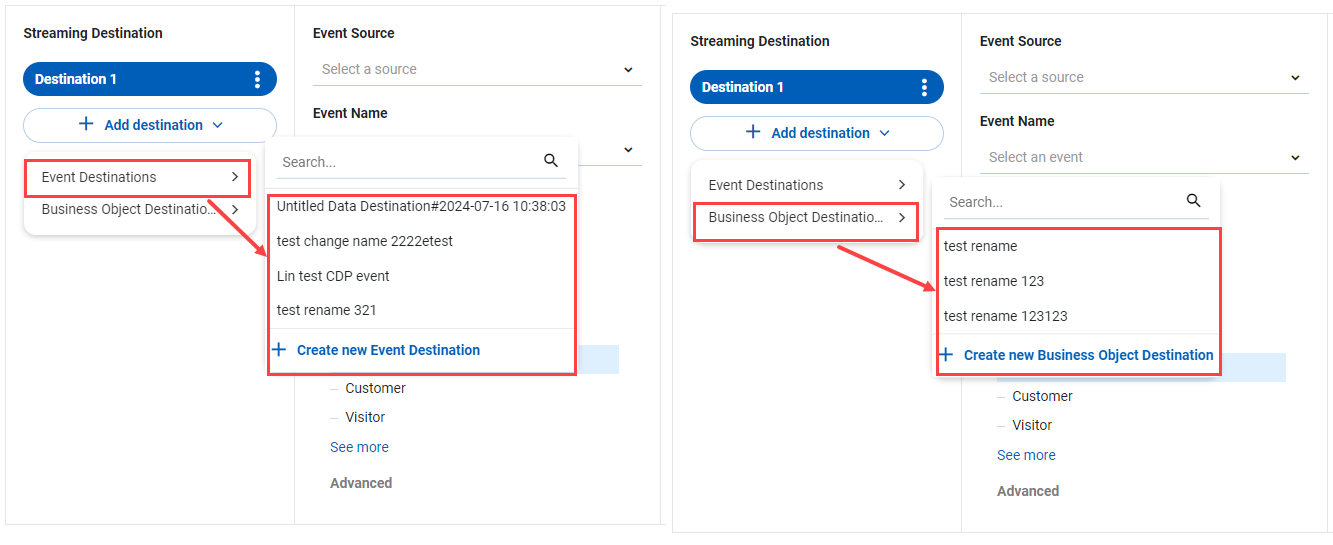 Streaming Destination
Destination 1
Add destination
Event Destinations
Business Object Destinatio...
Event Source
Select a source
Event Name
Search...
Untitled Data Destination#2024-07-16 10:38:03
test change name 2222etest
Lin test CDP event
test rename 321
Create new Event Destination
Customer
Visitor
See more
Advanced
Streaming Destination
Destination 1
Add destination
Event Destinations
Business Object Destinatio...
Event Source
Select a source
Event Name
Select an event
Search...
test rename
test rename 123
test rename 123123
Create new Business Object Destination
Customer
Visitor
See more
Advanced